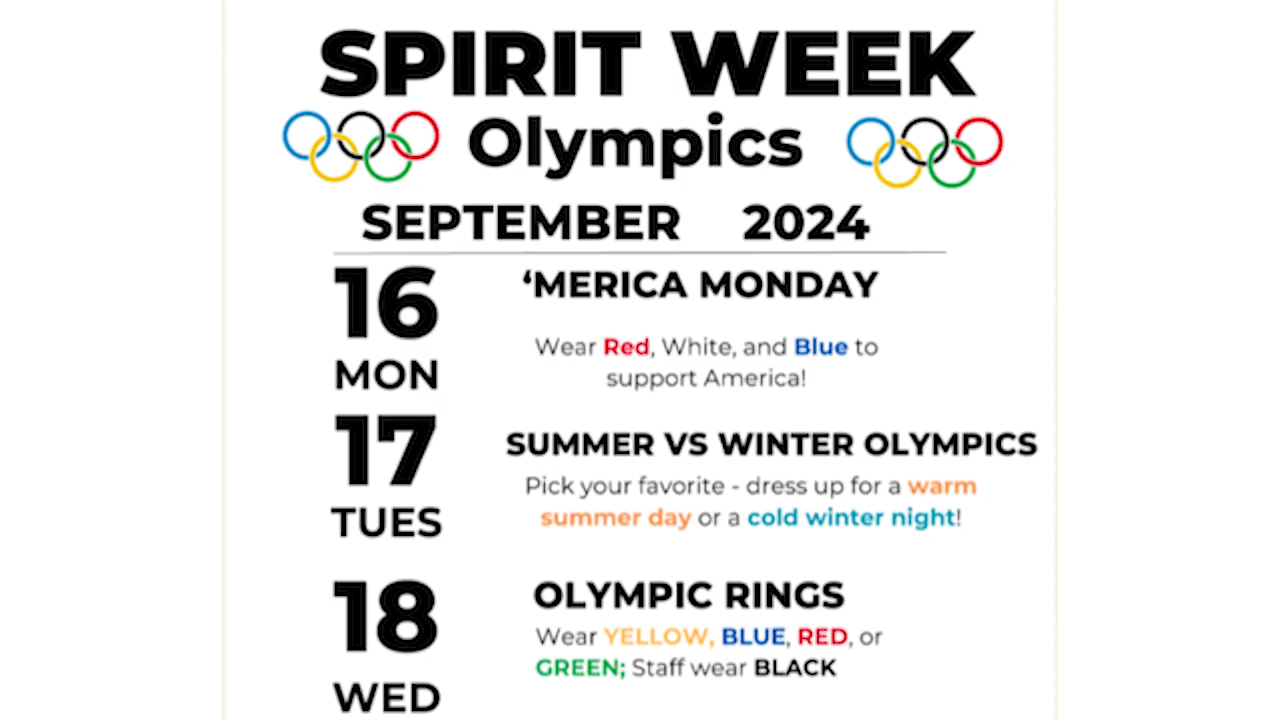 SPIRIT WEEK
Olympics
SEPTEMBER 2024
16
MON
‘MERICA MONDAY
Wear Red, White, and Blue to
support America!
17
TUES
SUMMER VS WINTER OLYMPICS
Pick your favorite - dress up for a warm
summer day or a cold winter night!
18
WED
OLYMPIC RINGS
Wear YELLOW, BLUE, RED, or
GREEN; Staff wear BLACK